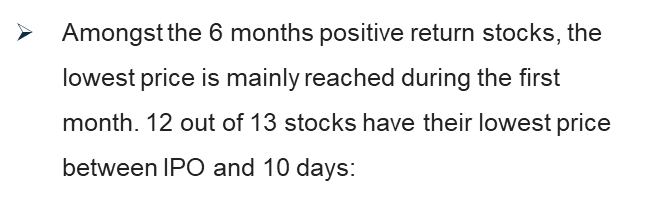 Amongst the 6 months positive return stocks, the
lowest price is mainly reached during the first
month. 12 out of 13 stocks have their lowest price
between IPO and 10 days: